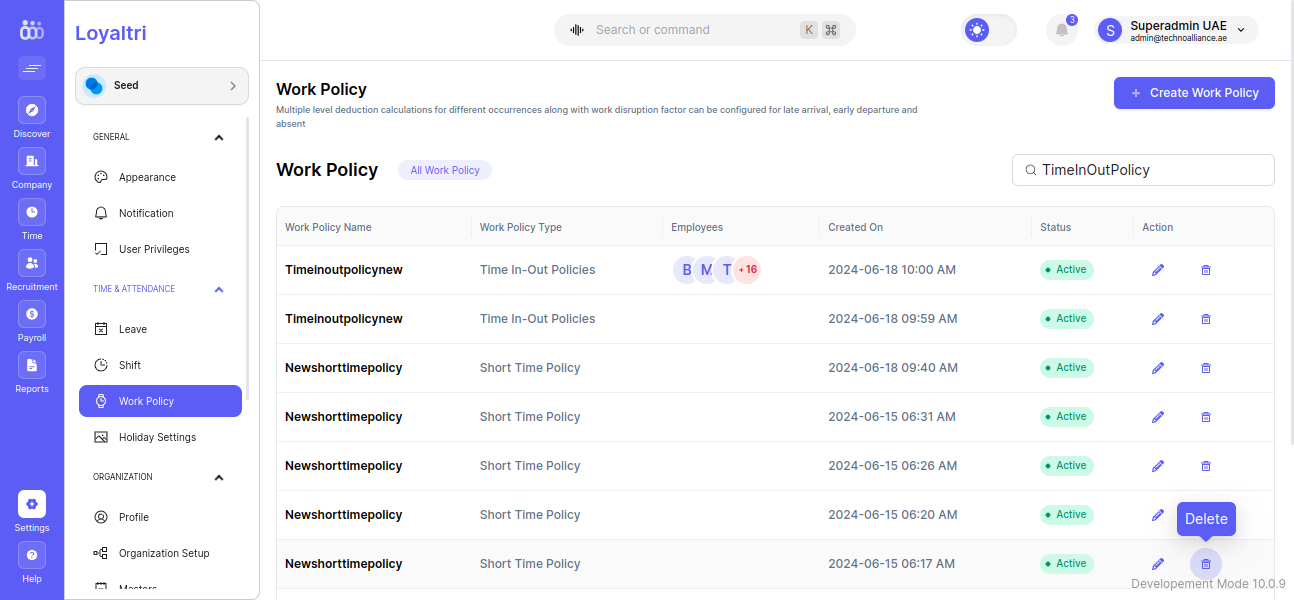 Loyaltri
Search or command
K ⌘
3
S
Superadmin UAE
admin@technoalliance.ae
Discover
Company
Time
Recruitment
$
Payroll
Reports
Settings
?
Help
Seed
GENERAL
Appearance
Notification
User Privileges
TIME & ATTENDANCE
Leave
Shift
Work Policy
Holiday Settings
ORGANIZATION
Profile
Organization Setup
Masters
Work Policy
Multiple level deduction calculations for different occurrences along with work disruption factor can be configured for late arrival, early departure and
absent
+ Create Work Policy
Work Policy
All Work Policy
TimeInOutPolicy
Work Policy Name Work Policy Type Employees Created On Status Action
Timeinoutpolicynew Time In-Out Policies B M T +16 2024-06-18 10:00 AM Active
Timeinoutpolicynew Time In-Out Policies 2024-06-18 09:59 AM Active
Newshorttimepolicy Short Time Policy 2024-06-18 09:40 AM Active
Newshorttimepolicy Short Time Policy 2024-06-15 06:31 AM Active
Newshorttimepolicy Short Time Policy 2024-06-15 06:26 AM Active
Newshorttimepolicy Short Time Policy 2024-06-15 06:20 AM Active
Delete
Newshorttimepolicy Short Time Policy 2024-06-15 06:17 AM Active
Developement Mode 10.0.9